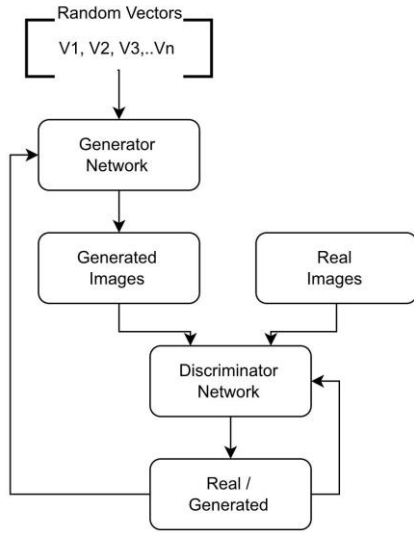 Random Vectors
V1, V2, V3,..Vn
Generator
Network
Generated
Images
Real
Images
Discriminator
Network
Real /
Generated